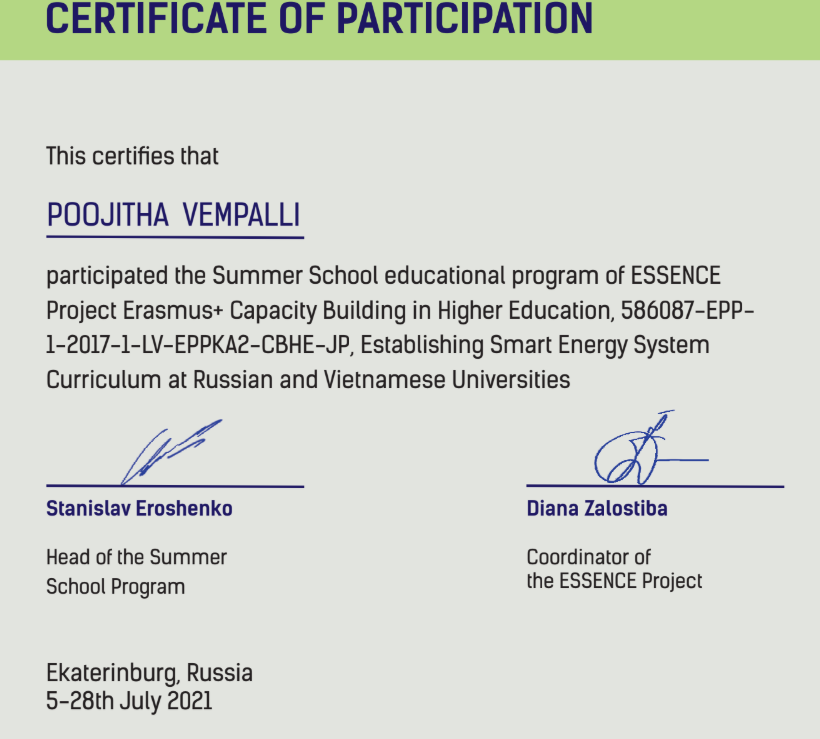 CERTIFICATE OF PARTICIPATION
This certifies that
POOJITHA VEMPALLI
participated the Summer School educational program of ESSENCE
Project Erasmus+ Capacity Building in Higher Education, 586087-EPP-
1-2017-1-LV-EPPKA2-CBHE-JP, Establishing Smart Energy System
Curriculum at Russian and Vietnamese Universities
Stanislav Eroshenko
Head of the Summer
School Program
Diana Zalostiba
Coordinator of
the ESSENCE Project
Ekaterinburg, Russia
5-28th July 2021